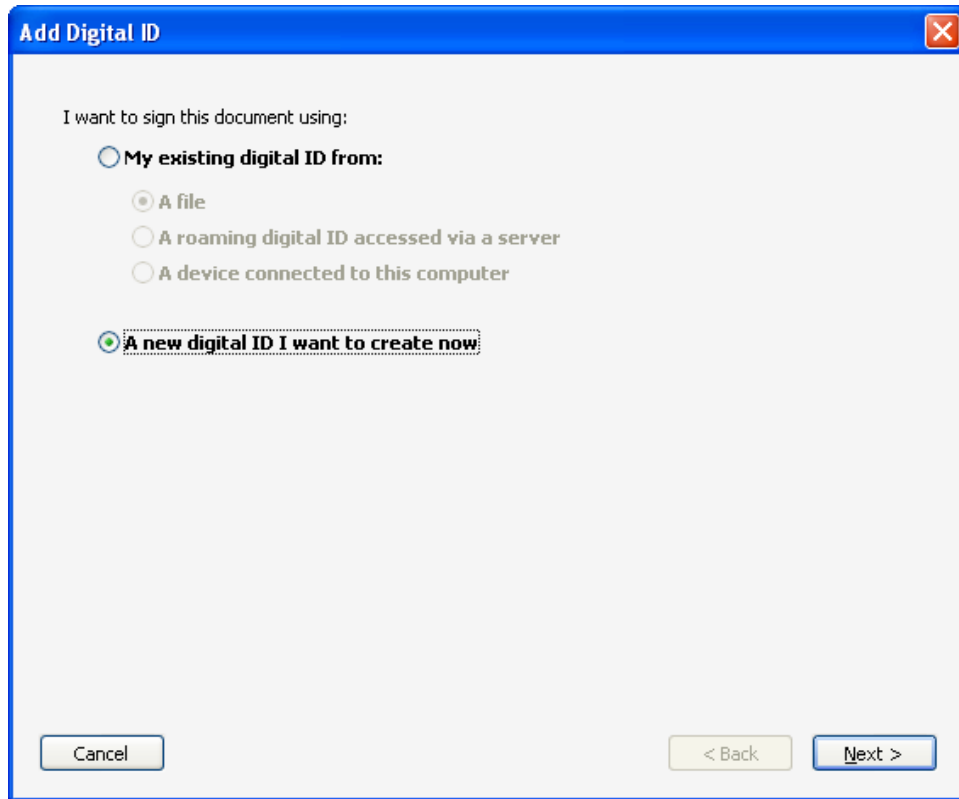 Add Digital ID
I want to sign this document using:
My existing digital ID from:
A file
A roaming digital ID accessed via a server
A device connected to this computer
A new digital ID I want to create now
Cancel
< Back
Next >